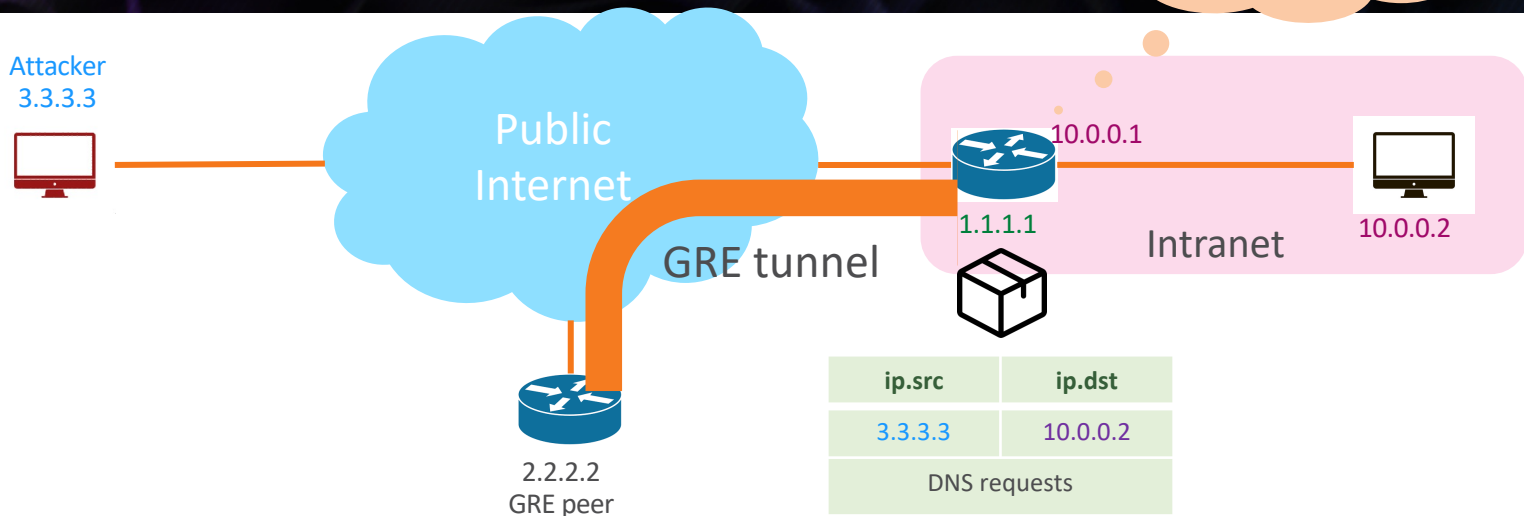 Attacker
3.3.3.3
Public
Internet
10.0.0.1
1.1.1.1
Intranet
10.0.0.2
GRE tunnel
ip.src ip.dst
3.3.3.3 10.0.0.2
DNS requests
2.2.2.2
GRE peer